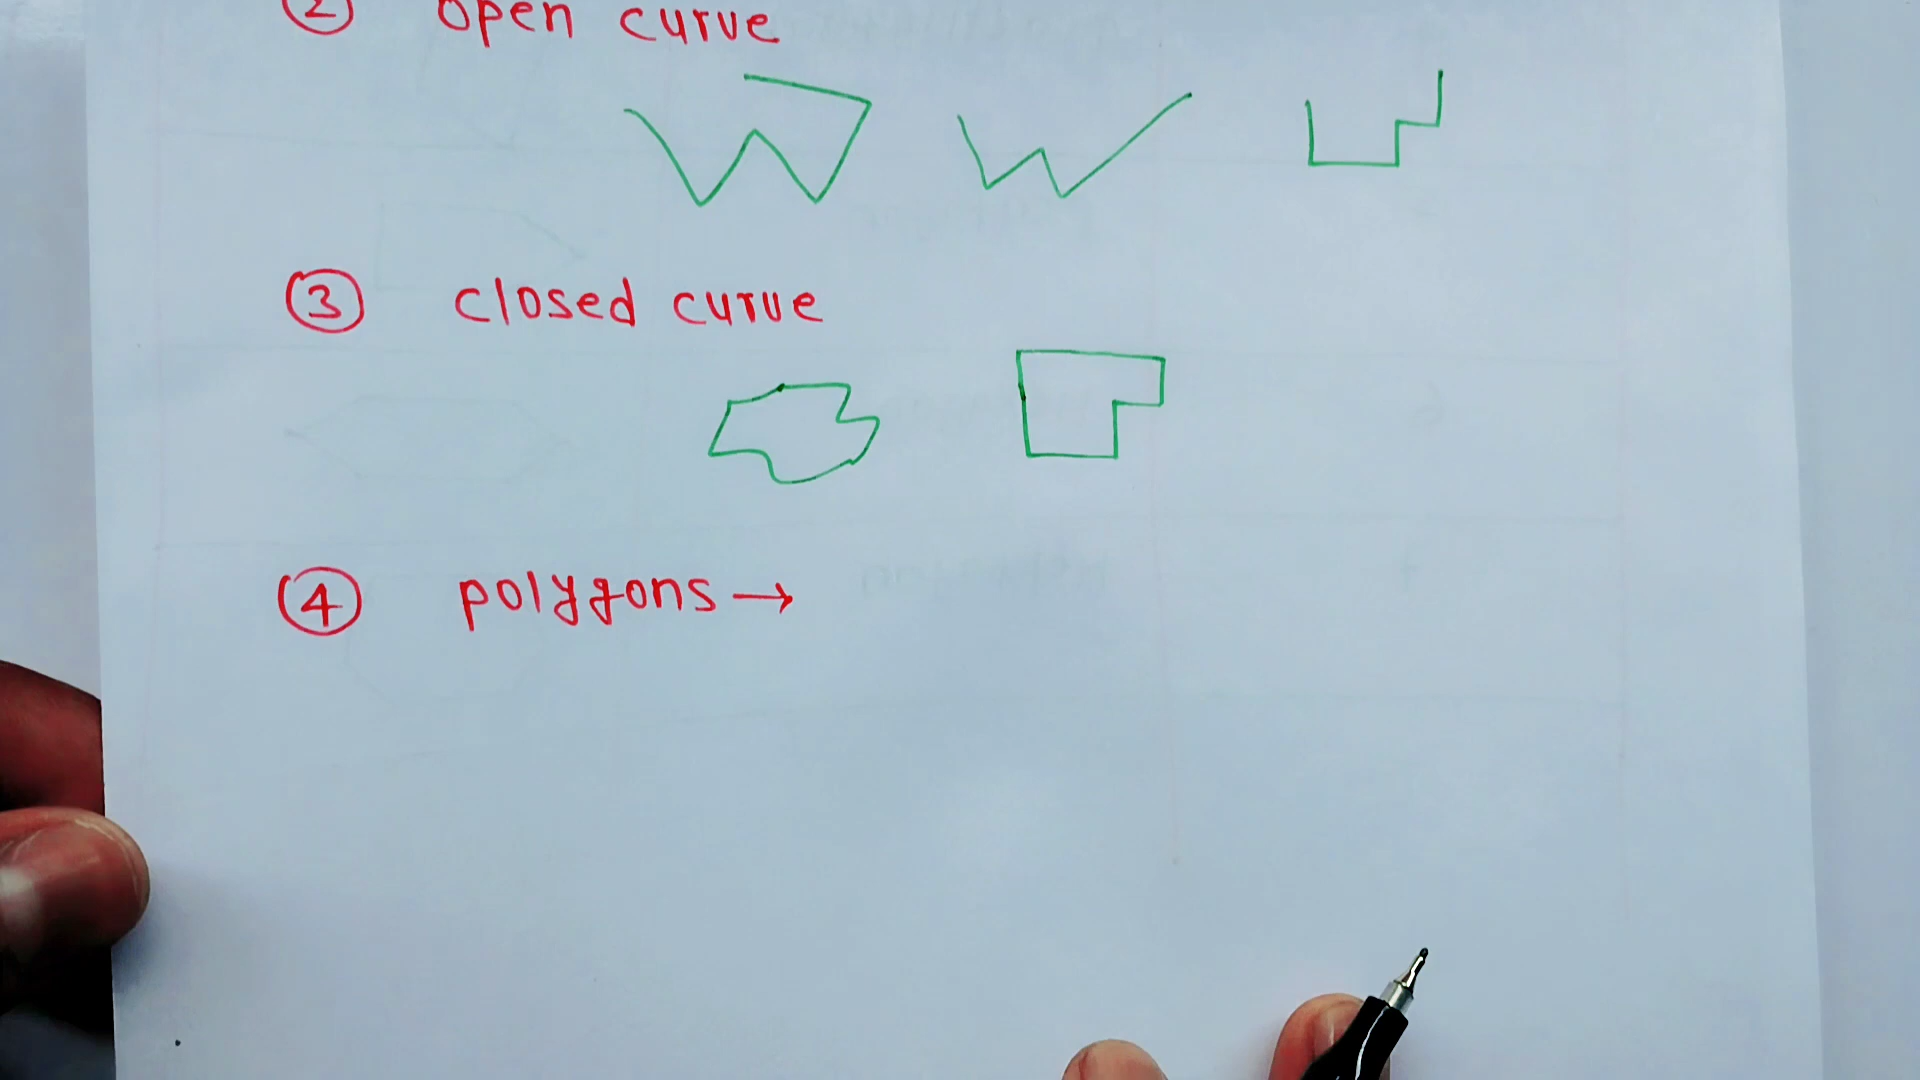 ② open curve
③ closed curve
④ polygons →